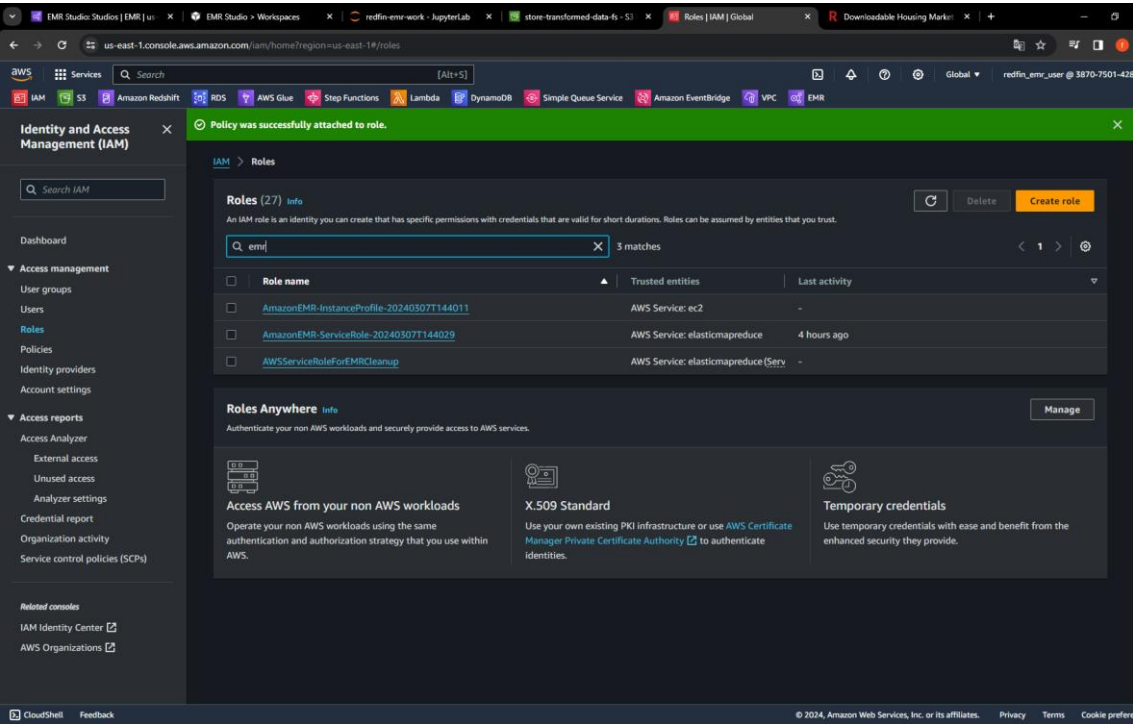 EMR Studio: Studios | EMR | us-
EMR Studio > Workspaces
redfin-emr-work - JupyterLab
store-transformed-data-fs - S3
Roles | IAM | Global
Downloadable Housing Market
us-east-1.console.aws.amazon.com/iam/home?region=us-east-1#/roles
aws
Services
Search
[Alt+S]
Global
redfin_emr_user @ 3870-7501-428
IAM
S3
Amazon Redshift
RDS
AWS Glue
Step Functions
Lambda
DynamoDB
Simple Queue Service
Amazon EventBridge
VPC
EMR
Identity and Access
Management (IAM)
Search IAM
Dashboard
Access management
User groups
Users
Roles
Policies
Identity providers
Account settings
Access reports
Access Analyzer
External access
Unused access
Analyzer settings
Credential report
Organization activity
Service control policies (SCPs)
Related consoles
IAM Identity Center
AWS Organizations
Policy was successfully attached to role.
IAM > Roles
Roles (27) Info
An IAM role is an identity you can create that has specific permissions with credentials that are valid for short durations. Roles can be assumed by entities that you trust.
Delete
Create role
emr
3 matches
1
Role name
Trusted entities
Last activity
AmazonEMR-InstanceProfile-20240307T144011
AWS Service: ec2
-
AmazonEMR-ServiceRole-20240307T144029
AWS Service: elasticmapreduce
4 hours ago
AWSServiceRoleForEMRCleanup
AWS Service: elasticmapreduce (Serv
-
Roles Anywhere Info
Authenticate your non AWS workloads and securely provide access to AWS services.
Manage
Access AWS from your non AWS workloads
Operate your non AWS workloads using the same
authentication and authorization strategy that you use within
AWS.
X.509 Standard
Use your own existing PKI infrastructure or use AWS Certificate
Manager Private Certificate Authority to authenticate
identities.
Temporary credentials
Use temporary credentials with ease and benefit from the
enhanced security they provide.
CloudShell
Feedback
© 2024, Amazon Web Services, Inc. or its affiliates.
Privacy
Terms
Cookie prefere